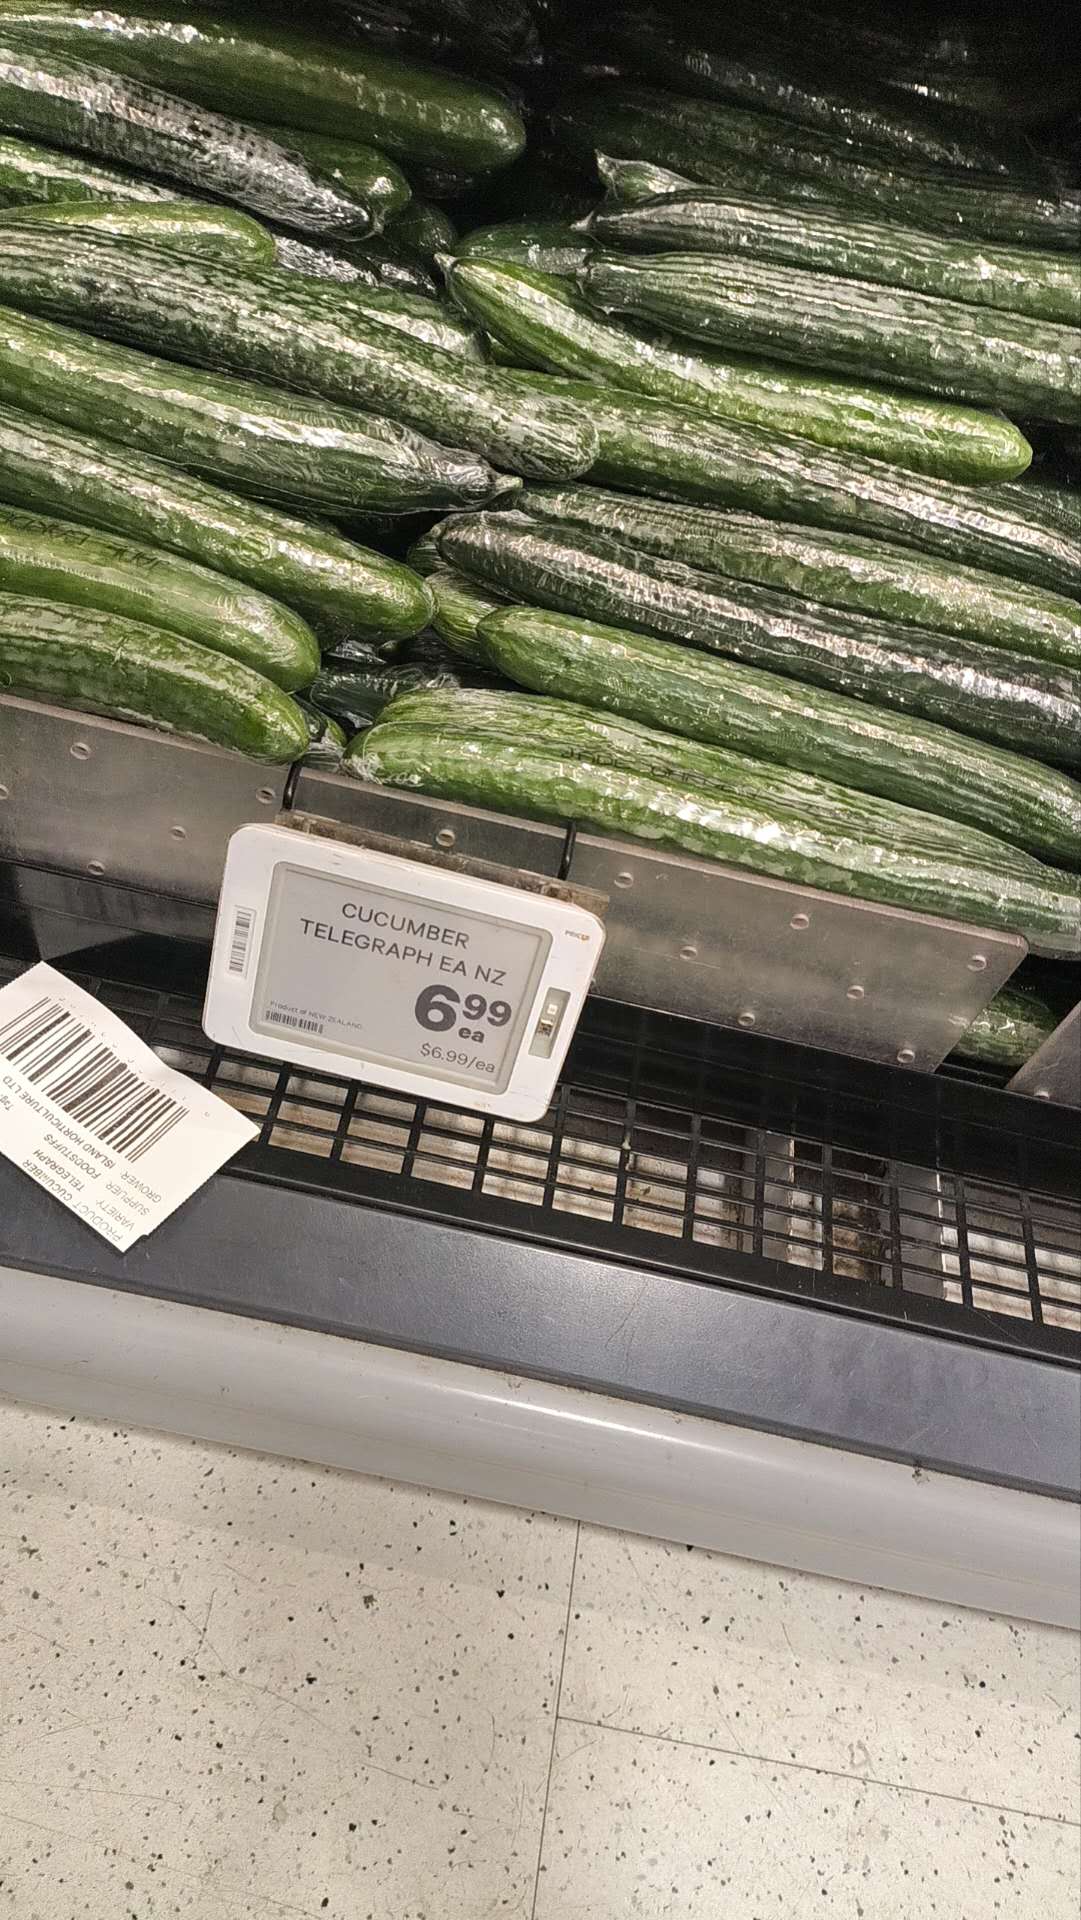 CUCUMBER
TELEGRAPH EA NZ
6 99
ea
$6.99/ea
Product of NEW ZEALAND
PRICER
PRODUCT CUCUMBER
VARIETY TELEGRAPH
SUPPLIER FOODSTUFFS
GROWER ISLAND HORTICULTURE LTD